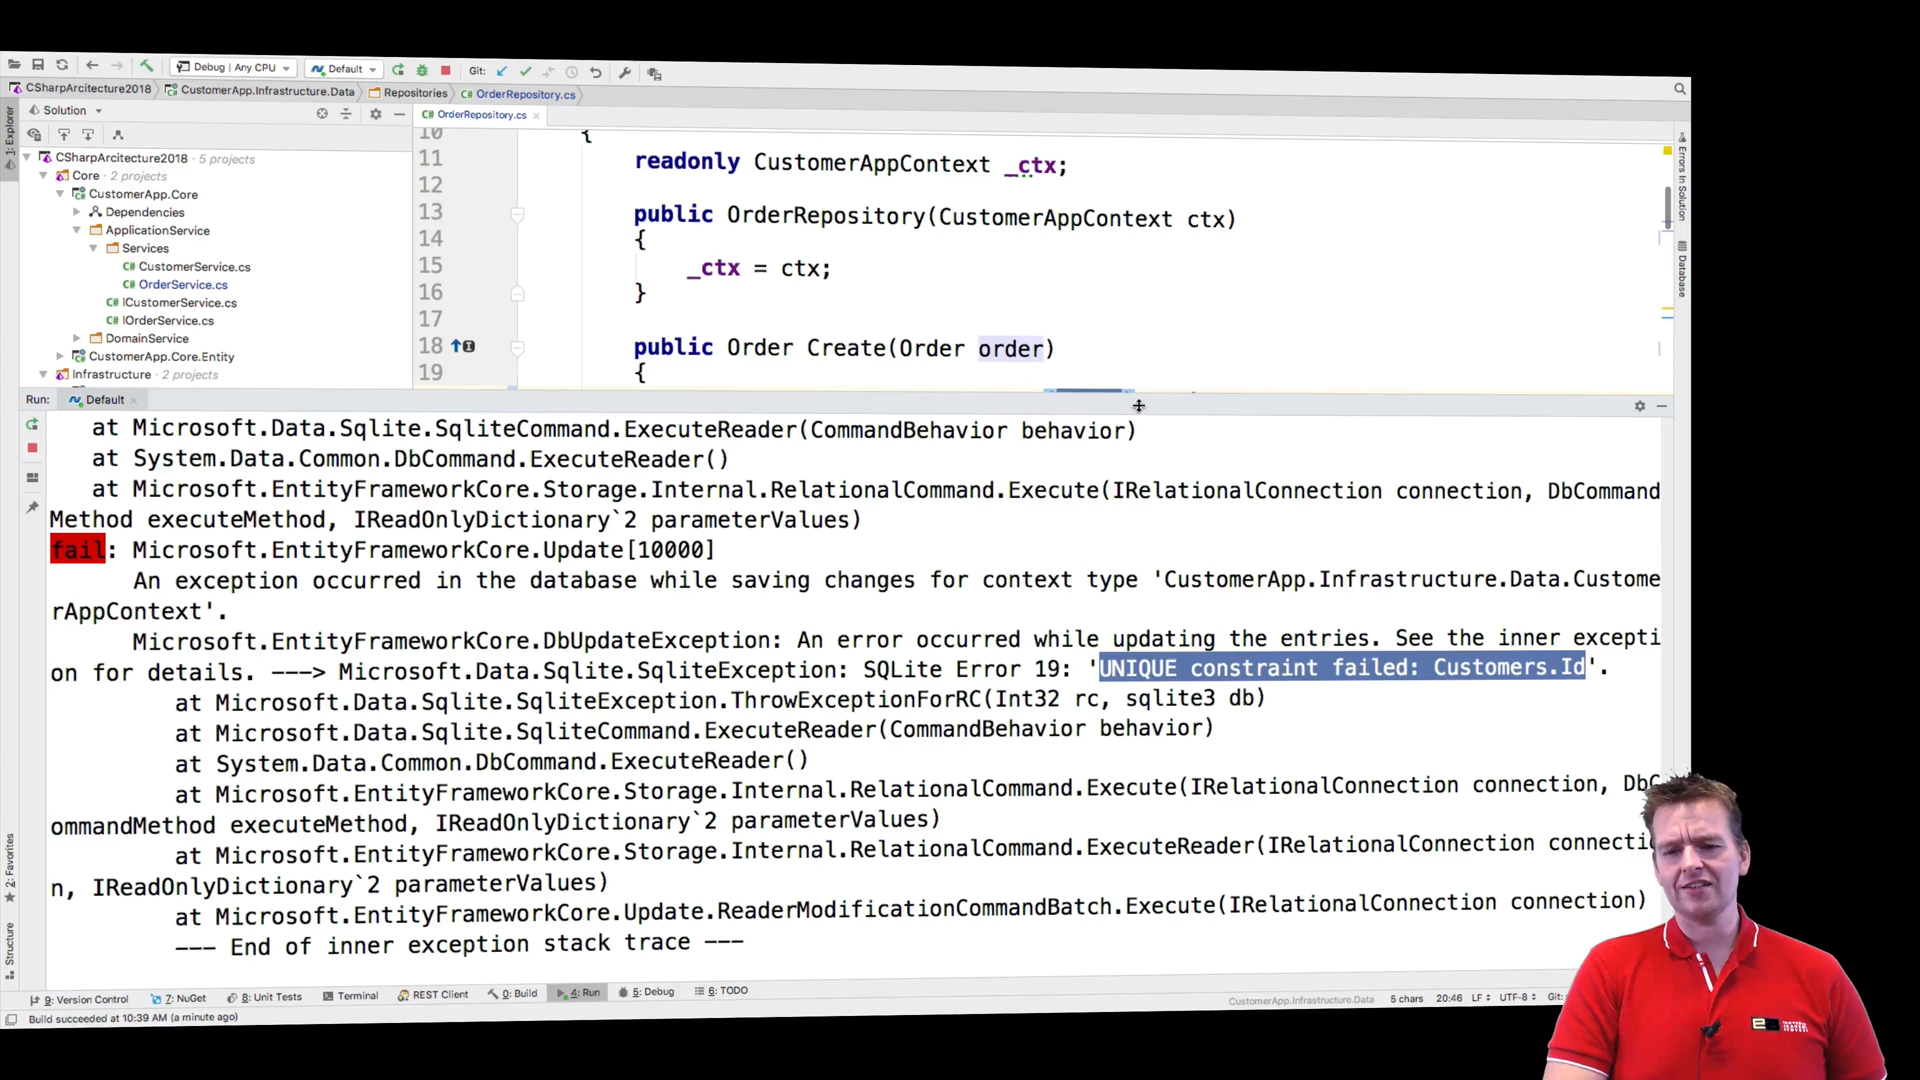 Debug | Any CPU
Default
Git:
CSharpArcitecture2018
CustomerApp.Infrastructure.Data
Repositories
C# OrderRepository.cs
Solution
C# OrderRepository.cs
1: Explorer
CSharpArcitecture2018 5 projects
Core 2 projects
CustomerApp.Core
Dependencies
ApplicationService
Services
C# CustomerService.cs
C# OrderService.cs
C# ICustomerService.cs
C# IOrderService.cs
DomainService
CustomerApp.Core.Entity
Infrastructure 2 projects
10 {
11 readonly CustomerAppContext _ctx;
12
13 public OrderRepository(CustomerAppContext ctx)
14 {
15 _ctx = ctx;
16 }
17
18 public Order Create(Order order)
19 {
Errors In Solution
Database
Run: Default
at Microsoft.Data.Sqlite.SqliteCommand.ExecuteReader(CommandBehavior behavior)
at System.Data.Common.DbCommand.ExecuteReader()
at Microsoft.EntityFrameworkCore.Storage.Internal.RelationalCommand.Execute(IRelationalConnection connection, DbCommand
Method executeMethod, IReadOnlyDictionary`2 parameterValues)
fail: Microsoft.EntityFrameworkCore.Update[10000]
An exception occurred in the database while saving changes for context type 'CustomerApp.Infrastructure.Data.Custome
rAppContext'.
Microsoft.EntityFrameworkCore.DbUpdateException: An error occurred while updating the entries. See the inner excepti
on for details. ---> Microsoft.Data.Sqlite.SqliteException: SQLite Error 19: 'UNIQUE constraint failed: Customers.Id'.
at Microsoft.Data.Sqlite.SqliteException.ThrowExceptionForRC(Int32 rc, sqlite3 db)
at Microsoft.Data.Sqlite.SqliteCommand.ExecuteReader(CommandBehavior behavior)
at System.Data.Common.DbCommand.ExecuteReader()
at Microsoft.EntityFrameworkCore.Storage.Internal.RelationalCommand.Execute(IRelationalConnection connection, DbC
ommandMethod executeMethod, IReadOnlyDictionary`2 parameterValues)
at Microsoft.EntityFrameworkCore.Storage.Internal.RelationalCommand.ExecuteReader(IRelationalConnection connectio
n, IReadOnlyDictionary`2 parameterValues)
at Microsoft.EntityFrameworkCore.Update.ReaderModificationCommandBatch.Execute(IRelationalConnection connection)
--- End of inner exception stack trace ---
2: Favorites
Structure
9: Version Control
7: NuGet
8: Unit Tests
Terminal
REST Client
0: Build
4: Run
5: Debug
6: TODO
CustomerApp.Infrastructure.Data
5 chars
20:46
LF
UTF-8
Git:
Build succeeded at 10:39 AM (a minute ago)